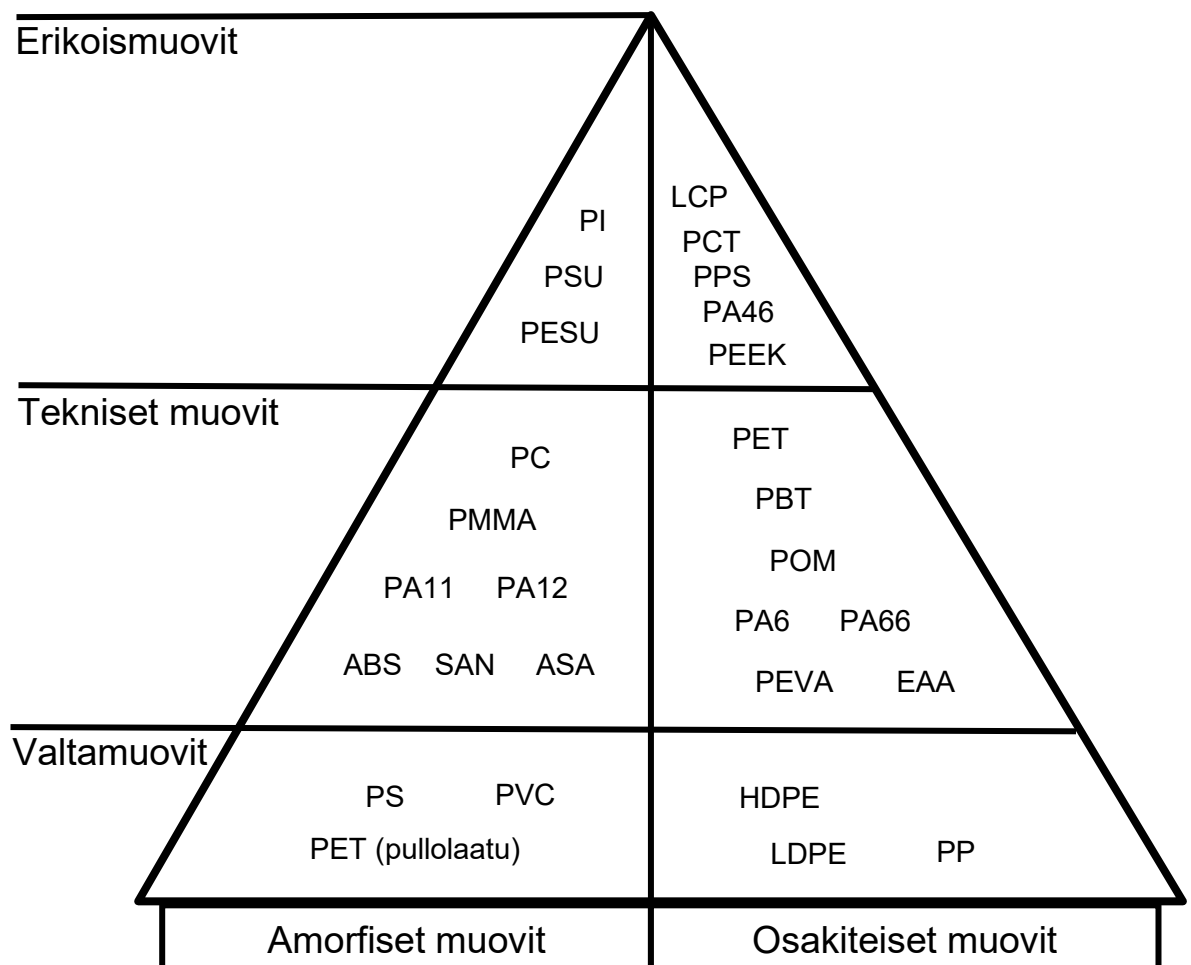 Erikoismuovit
LCP
PI
PCT
PSU
PPS
PA46
PESU
PEEK
Tekniset muovit
PET
PC
PBT
PMMA
POM
PA11 PA12
PA6 PA66
ABS SAN ASA
PEVA EAA
Valtamuovit
PS PVC
HDPE
PET (pullolaatu)
LDPE PP
Amorfiset muovit
Osakiteiset muovit